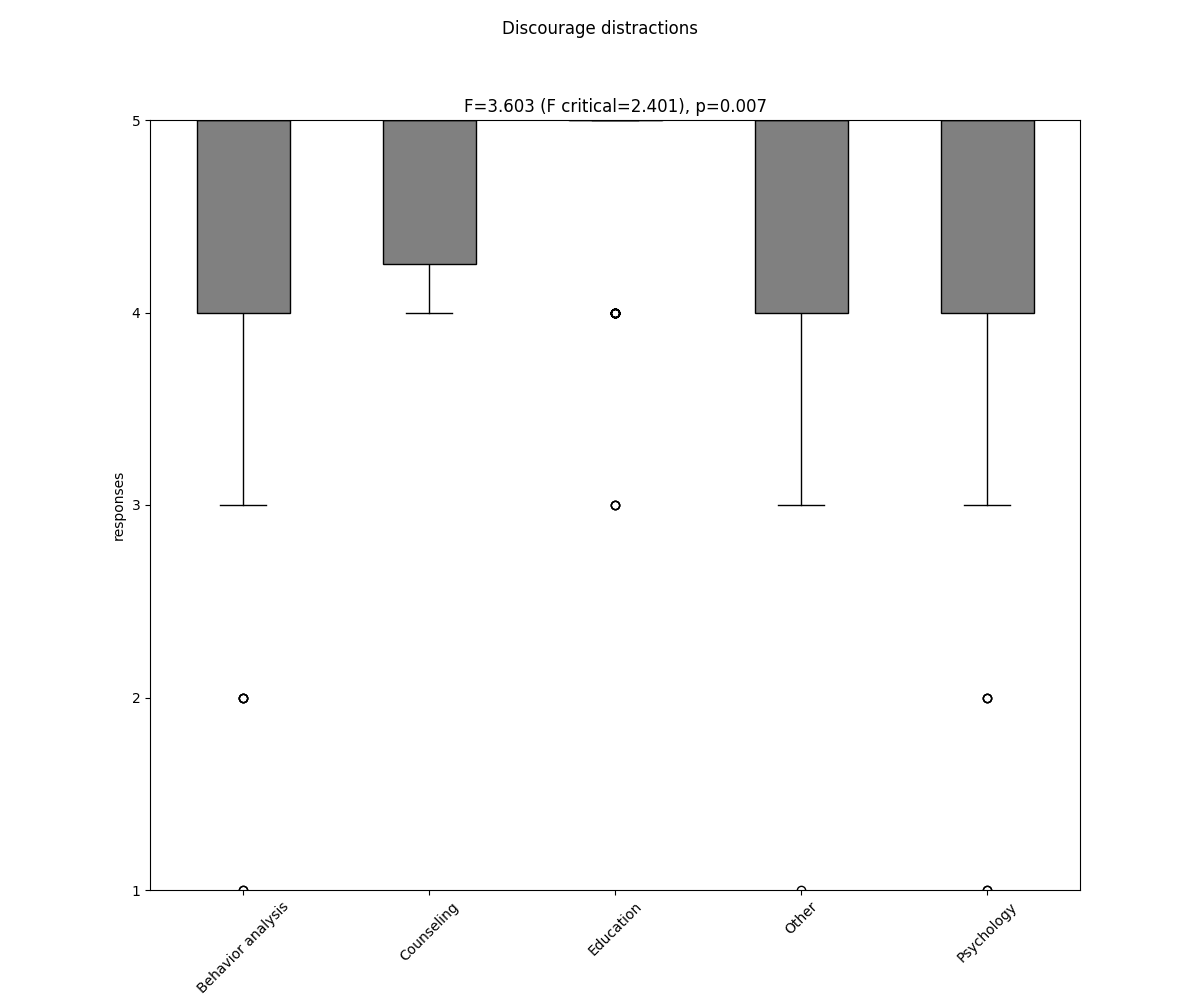 Discourage distractions
F=3.603 (F critical=2.401), p=0.007
5
4
3
2
1
responses
Behavior analysis
Counseling
Education
Other
Psychology